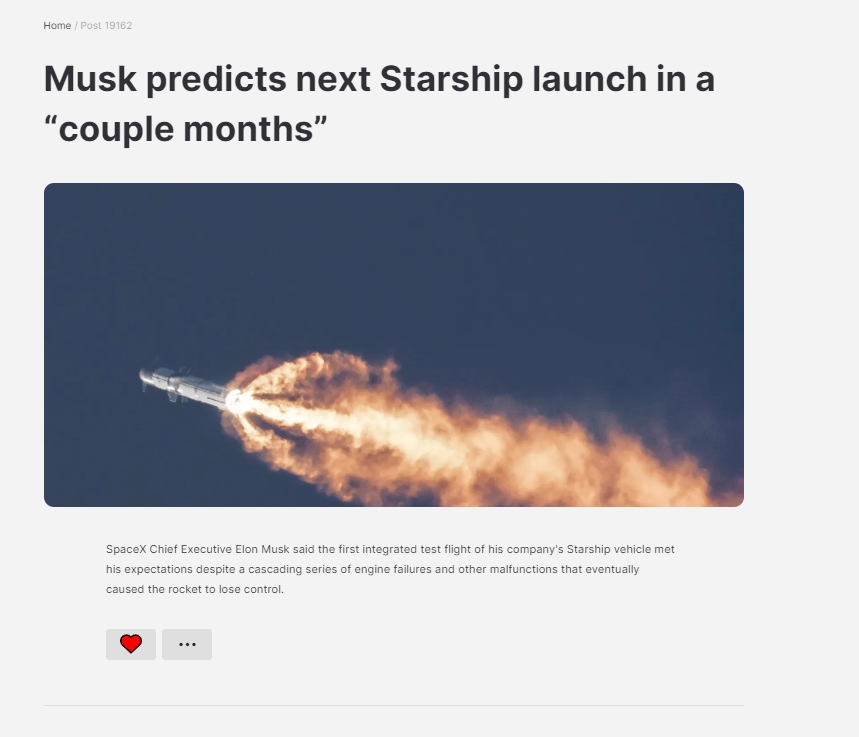 Home / Post 19162
Musk predicts next Starship launch in a
“couple months”
SpaceX Chief Executive Elon Musk said the first integrated test flight of his company's Starship vehicle met
his expectations despite a cascading series of engine failures and other malfunctions that eventually
caused the rocket to lose control.